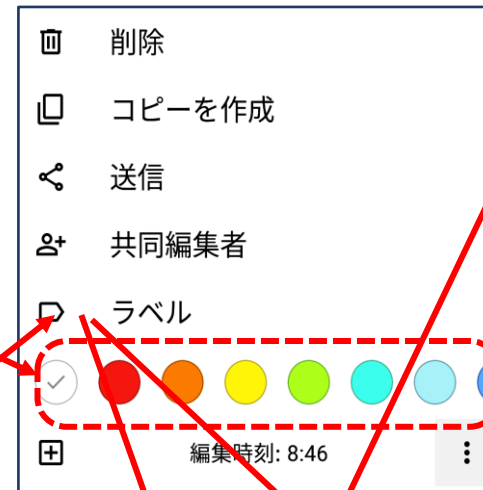 削除
コピーを作成
送信
共同編集者
ラベル
編集時刻: 8:46